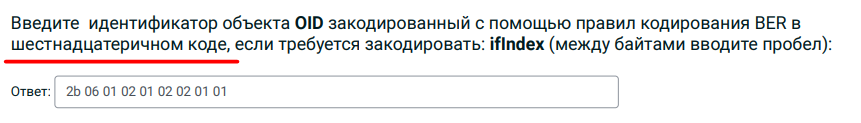 Введите идентификатор объекта OID закодированный с помощью правил кодирования BER в
шестнадцатеричном коде, если требуется закодировать: ifIndex (между байтами вводите пробел):
Ответ: 2b 06 01 02 01 02 02 01 01